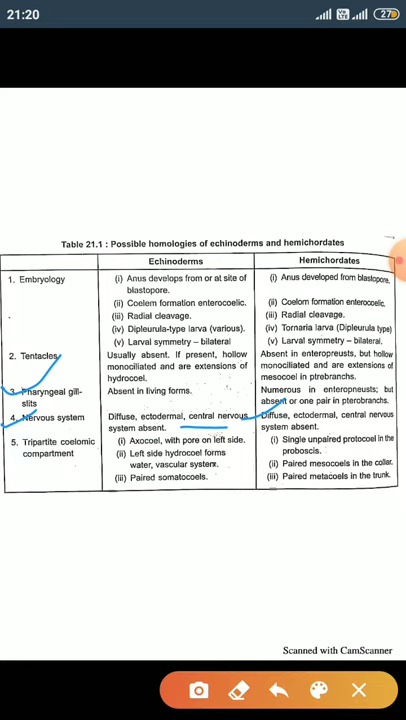 21:20
Vo LTE
27
Table 21.1 : Possible homologies of echinoderms and hemichordates
Echinoderms
Hemichordates
1. Embryology
(i) Anus develops from or at site of
blastopore.
(i) Anus developed from blastopore.
(ii) Coelem formation enterocoelic.
(ii) Coelom formation enterocoelic.
(iii) Radial cleavage.
(iii) Radial cleavage.
(iv) Dipleurula-type larva (various).
(iv) Tornaria larva (Dipleurula type)
(v) Larval symmetry – bilateral
(v) Larval symmetry – bilateral.
2. Tentacles
Usually absent. If present, hollow
monociliated and are extensions of
hydrocoel.
Absent in enteropreusts, but hollow
monociliated and are extensions of
mesocoel in ptrebranchs.
3. Pharyngeal gill-
slits
Absent in living forms.
Numerous in enteropneusts; but
absent or one pair in pterobranchs.
4. Nervous system
Diffuse, ectodermal, central nervous
system absent.
Diffuse, ectodermal, central nervous
system absent.
5. Tripartite coelomic
compartment
(i) Axocoel, with pore on left side.
(ii) Left side hydrocoel forms
water, vascular system.
(iii) Paired somatocoels.
(i) Single unpaired protocoel in the
proboscis.
(ii) Paired mesocoels in the collar.
(iii) Paired metacoels in the trunk.
Scanned with CamScanner